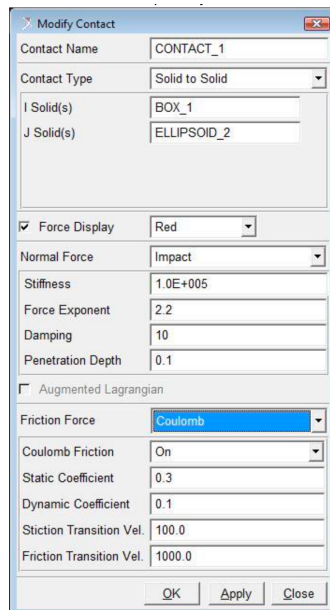 Modify Contact
Contact Name CONTACT_1
Contact Type Solid to Solid
I Solid(s) BOX_1
J Solid(s) ELLIPSOID_2
Force Display Red
Normal Force Impact
Stiffness 1.0E+005
Force Exponent 2.2
Damping 10
Penetration Depth 0.1
Augmented Lagrangian
Friction Force Coulomb
Coulomb Friction On
Static Coefficient 0.3
Dynamic Coefficient 0.1
Stiction Transition Vel. 100.0
Friction Transition Vel. 1000.0
OK Apply Close